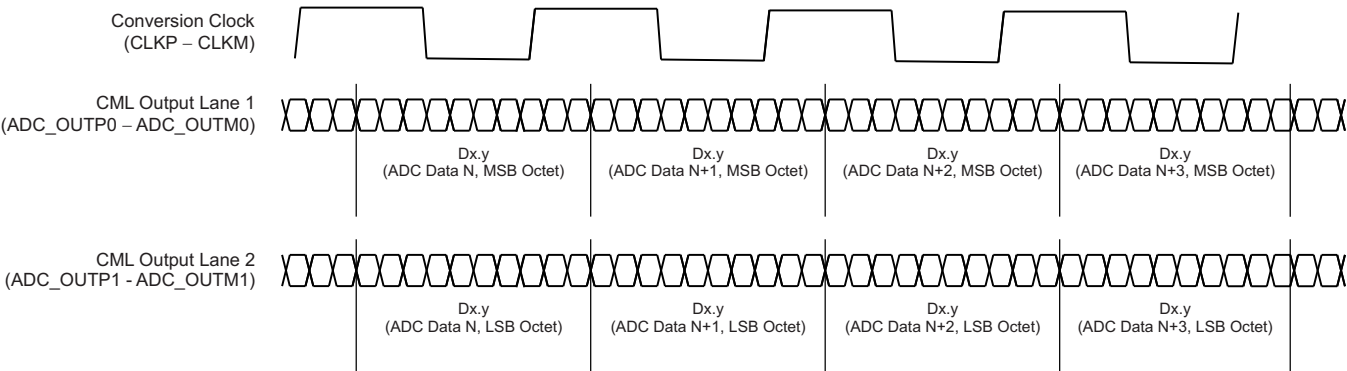 Conversion Clock
(CLKP – CLKM)
CML Output Lane 1
(ADC_OUTP0 – ADC_OUTM0)
Dx.y
(ADC Data N, MSB Octet)
Dx.y
(ADC Data N+1, MSB Octet)
Dx.y
(ADC Data N+2, MSB Octet)
Dx.y
(ADC Data N+3, MSB Octet)
CML Output Lane 2
(ADC_OUTP1 - ADC_OUTM1)
Dx.y
(ADC Data N, LSB Octet)
Dx.y
(ADC Data N+1, LSB Octet)
Dx.y
(ADC Data N+2, LSB Octet)
Dx.y
(ADC Data N+3, LSB Octet)